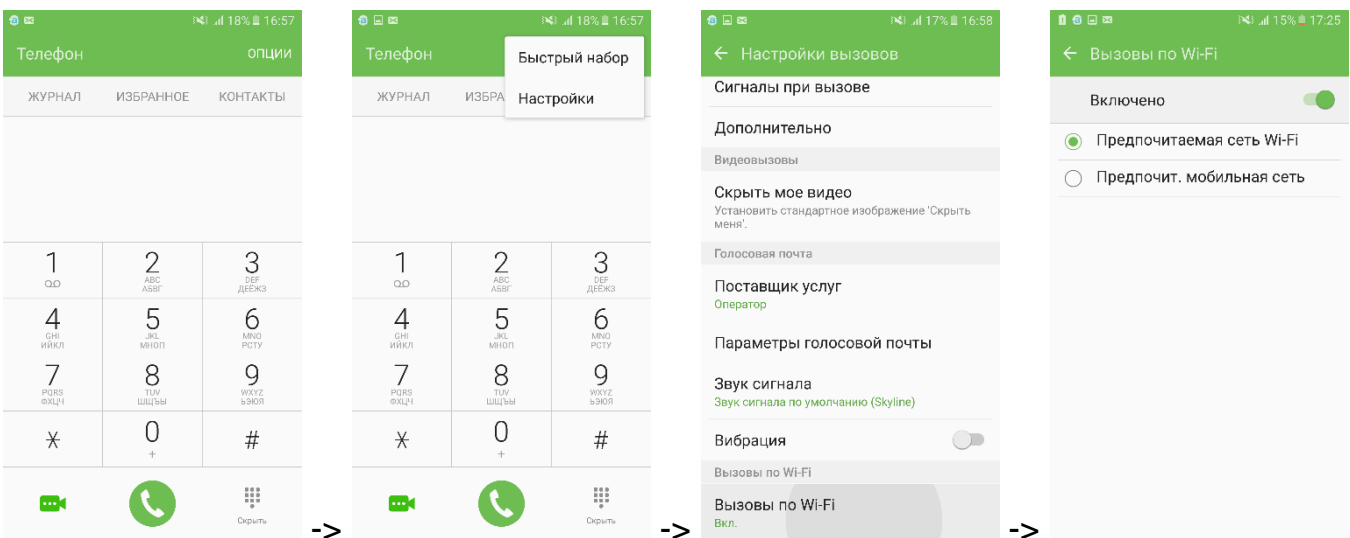 18% 16:57
Телефон
ОПЦИИ
ЖУРНАЛ ИЗБРАННОЕ КОНТАКТЫ
1 2 3
ABC DEF
АБВГ ДЕЁЖЗ
4 5 6
GHI JKL MNO
ИЙКЛ МНОП РСТУ
7 8 9
PQRS TUV WXYZ
ФХЦЧ ШЩЪЫ ЬЭЮЯ
* 0 #
+
Скрыть
->
18% 16:57
Телефон
Быстрый набор
Настройки
ЖУРНАЛ ИЗБРА
1 2 3
ABC DEF
АБВГ ДЕЁЖЗ
4 5 6
GHI JKL MNO
ИЙКЛ МНОП РСТУ
7 8 9
PQRS TUV WXYZ
ФХЦЧ ШЩЪЫ ЬЭЮЯ
* 0 #
+
Скрыть
->
17% 16:58
Настройки вызовов
Сигналы при вызове
Дополнительно
Видеовызовы
Скрыть мое видео
Установить стандартное изображение 'Скрыть
меня'.
Голосовая почта
Поставщик услуг
Оператор
Параметры голосовой почты
Звук сигнала
Звук сигнала по умолчанию (Skyline)
Вибрация
Вызовы по Wi-Fi
Вызовы по Wi-Fi
Вкл.
->
15% 17:25
Вызовы по Wi-Fi
Включено
Предпочитаемая сеть Wi-Fi
Предпочит. мобильная сеть